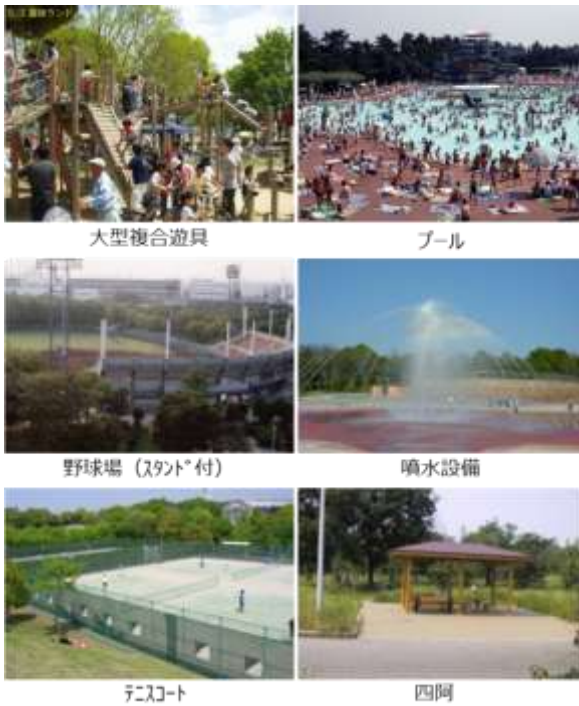 大型複合遊具
プール
野球場（ｽﾀﾝﾄﾞ付）
噴水設備
ﾃﾆｽｺｰﾄ
四阿